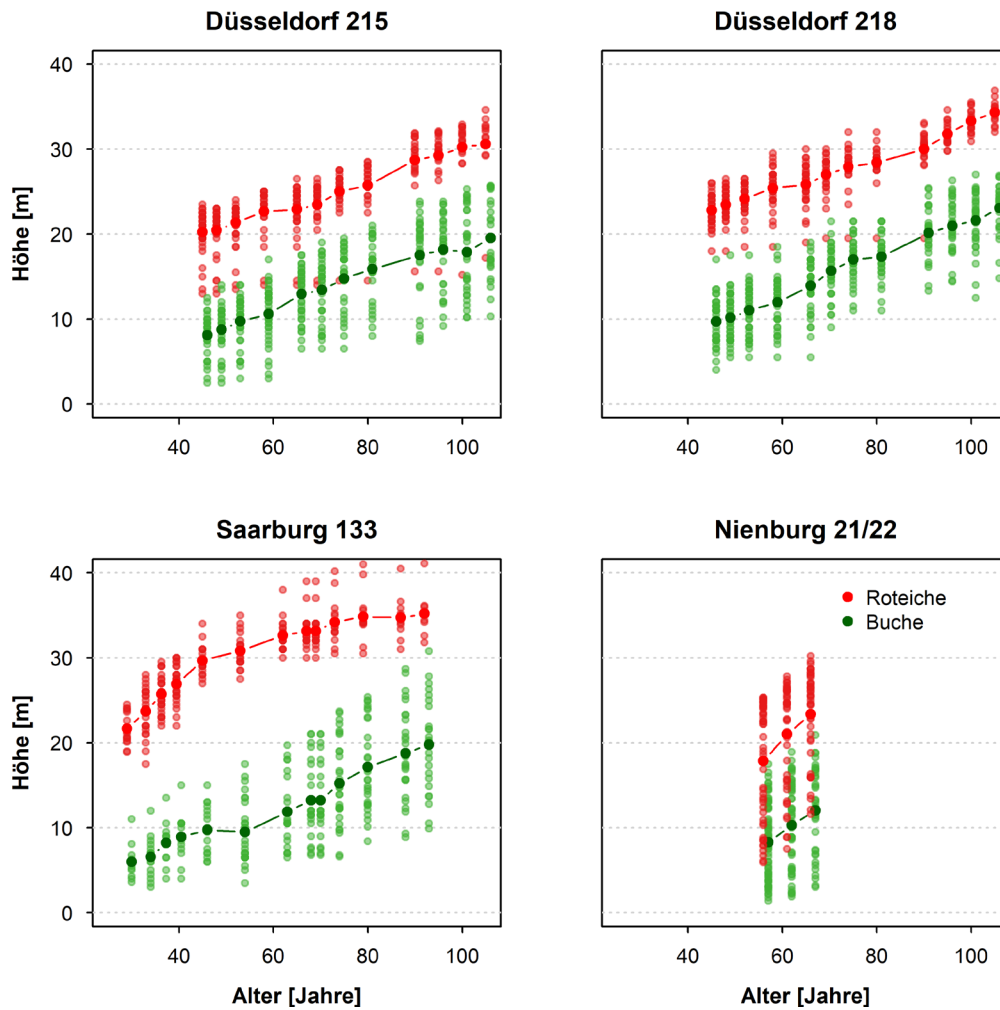 Düsseldorf 215
Düsseldorf 218
Höhe [m]
40
30
20
10
0
40 60 80 100
40 60 80 100
Saarburg 133
Nienburg 21/22
Höhe [m]
40
30
20
10
0
Roteiche
Buche
40 60 80 100
40 60 80 100
Alter [Jahre]
Alter [Jahre]